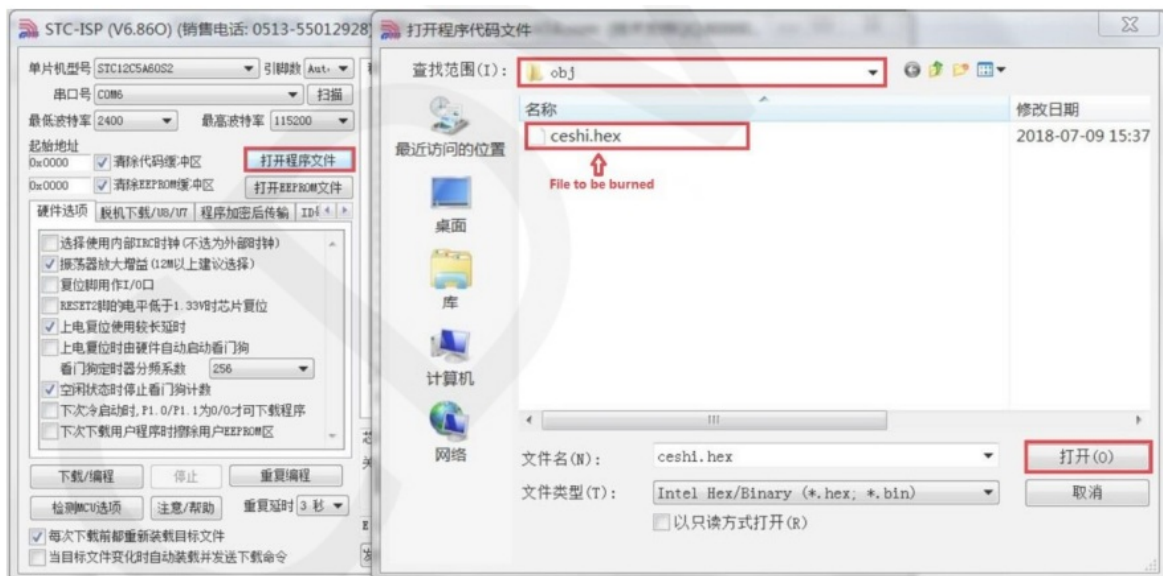 STC-ISP (V6.86O) (销售电话: 0513-55012928)
单片机型号 STC12C5A60S2 引脚数 Aut.
串口号 COM6 扫描
最低波特率 2400 最高波特率 115200
起始地址
0x0000 清除代码缓冲区 打开程序文件
0x0000 清除EEPROM缓冲区 打开EEPROM文件
硬件选项 脱机下载/U8/U7 程序加密后传输
选择使用内部IRC时钟(不选为外部时钟)
振荡器放大增益(12M以上建议选择)
复位脚用作I/O口
RESET2脚的电平低于1.33V时芯片复位
上电复位使用较长延时
上电复位时由硬件自动启动看门狗
看门狗定时器分频系数 256
空闲状态时停止看门狗计数
下次冷启动时,P1.0/P1.1为0/0才可下载程序
下次下载用户程序时擦除用户EEPROM区
下载/编程 停止 重复编程
检测MCU选项 注意/帮助 重复延时 3 秒
每次下载前都重新装载目标文件
当目标文件变化时自动装载并发送下载命令
打开程序代码文件
查找范围(I): obj
最近访问的位置
桌面
库
计算机
网络
名称 修改日期
ceshi.hex 2018-07-09 15:37
File to be burned
文件名(N): ceshi.hex 打开(O)
文件类型(T): Intel Hex/Binary (*.hex; *.bin) 取消
以只读方式打开(R)